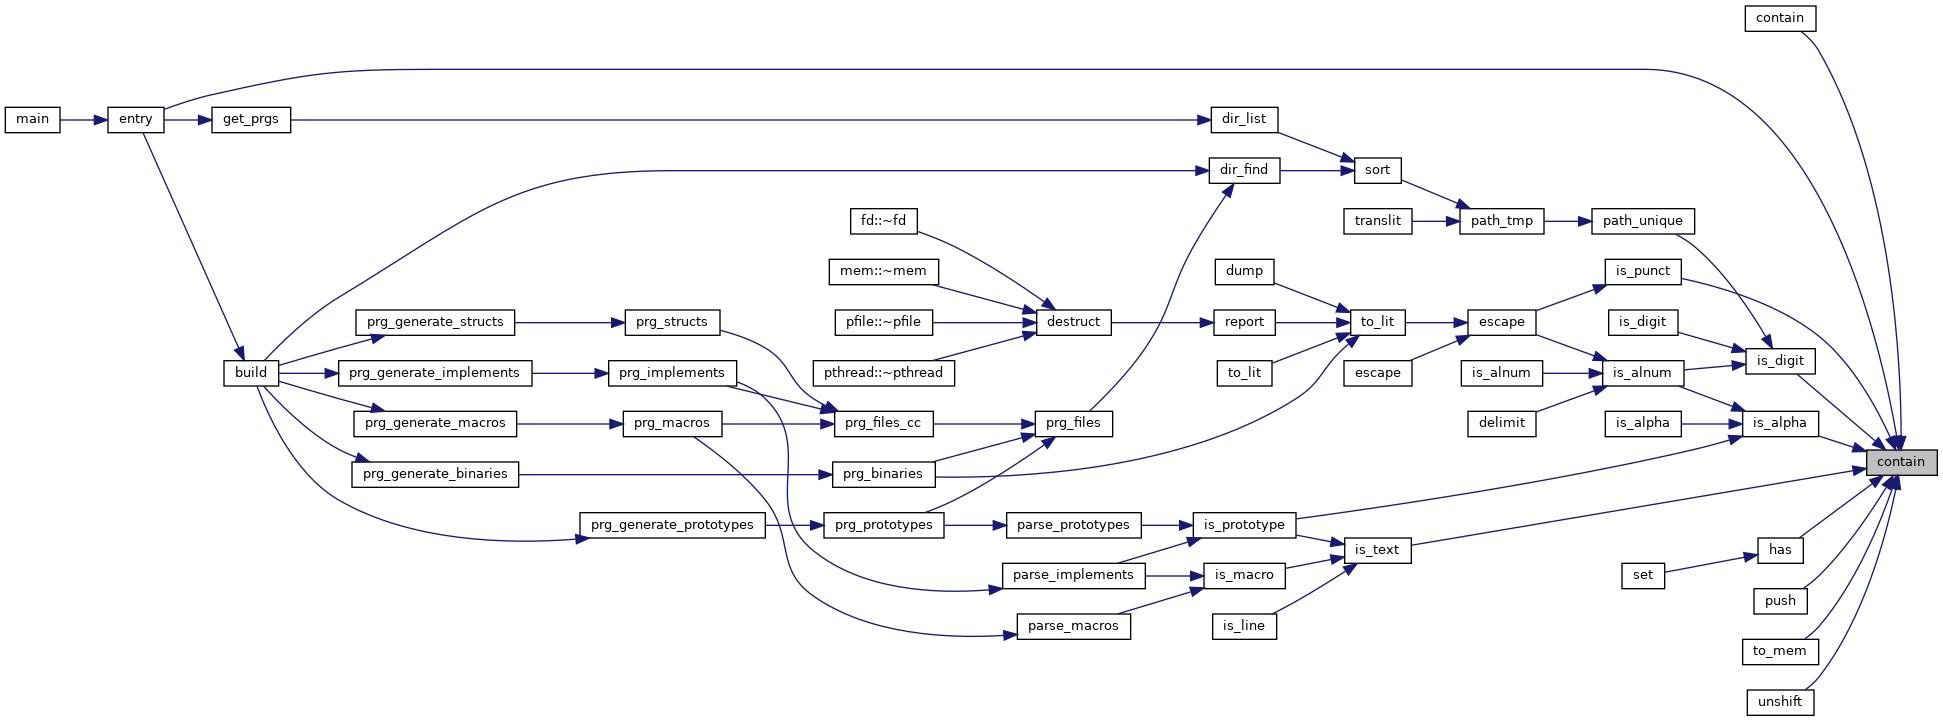 contain
main
entry
get_prgs
dir_list
dir_find
sort
fd::~fd
translit
path_tmp
path_unique
mem::~mem
dump
is_punct
prg_generate_structs
prg_structs
pfile::~pfile
destruct
report
to_lit
escape
is_digit
build
prg_generate_implements
prg_implements
pthread::~pthread
to_lit
escape
is_alnum
is_alnum
is_digit
prg_generate_macros
prg_macros
prg_files_cc
prg_files
delimit
is_alpha
is_alpha
contain
prg_generate_binaries
prg_binaries
prg_generate_prototypes
prg_prototypes
parse_prototypes
is_prototype
is_text
has
parse_implements
is_macro
set
push
parse_macros
is_line
to_mem
unshift